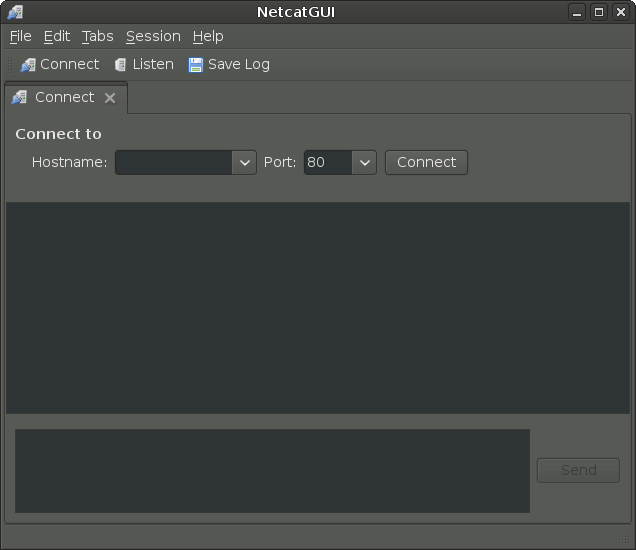 NetcatGUI
File Edit Tabs Session Help
Connect Listen Save Log
Connect
Connect to
Hostname: Port: 80 Connect
Send